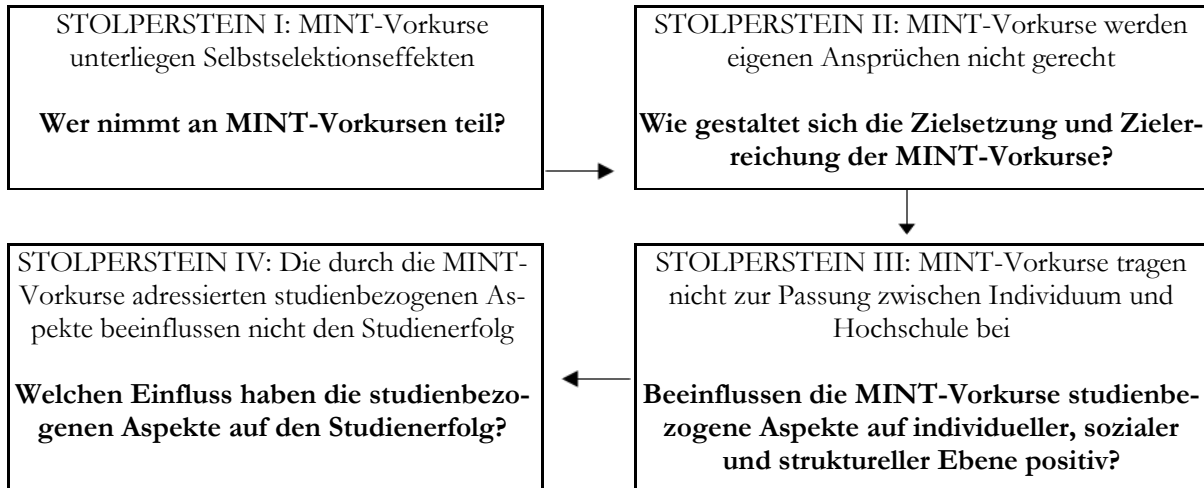 STOLPERSTEIN I: MINT-Vorkurse
unterliegen Selbstselektionseffekten
Wer nimmt an MINT-Vorkursen teil?
STOLPERSTEIN II: MINT-Vorkurse werden
eigenen Ansprüchen nicht gerecht
Wie gestaltet sich die Zielsetzung und Zieler-
reichung der MINT-Vorkurse?
STOLPERSTEIN III: MINT-Vorkurse tragen
nicht zur Passung zwischen Individuum und
Hochschule bei
Beeinflussen die MINT-Vorkurse studienbe-
zogene Aspekte auf individueller, sozialer
und struktureller Ebene positiv?
STOLPERSTEIN IV: Die durch die MINT-
Vorkurse adressierten studienbezogenen As-
pekte beeinflussen nicht den Studienerfolg
Welchen Einfluss haben die studienbezo-
genen Aspekte auf den Studienerfolg?